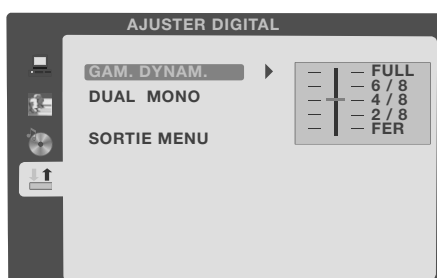 AJUSTER DIGITAL
GAM. DYNAM.
DUAL MONO
SORTIE MENU
FULL
6 / 8
4 / 8
2 / 8
FER